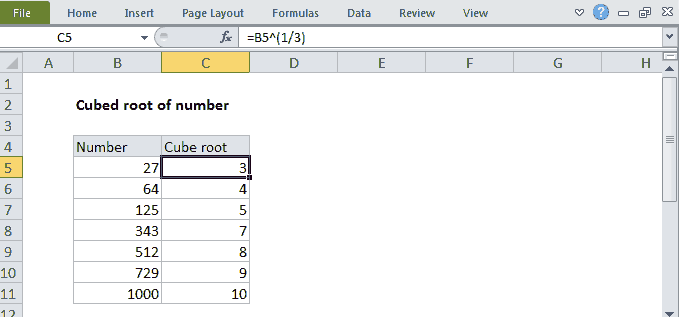 File Home Insert Page Layout Formulas Data Review View
C5 fx =B5^(1/3)
A B C D E F G H
1
2 Cubed root of number
3
4 Number Cube root
5 27 3
6 64 4
7 125 5
8 343 7
9 512 8
10 729 9
11 1000 10
12